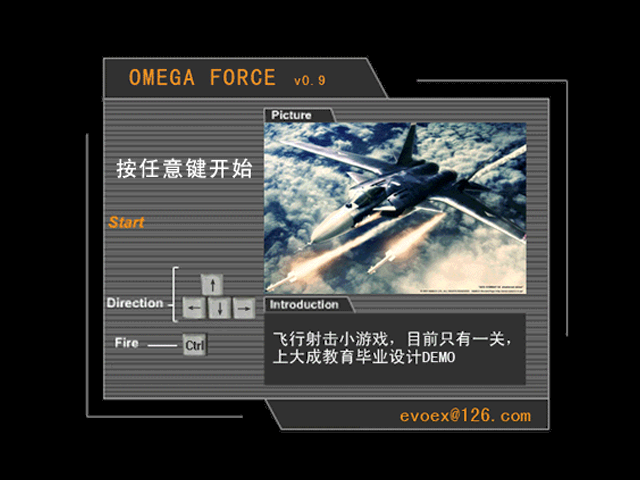 OMEGA FORCE v0.9
Picture
按任意键开始
Start
Direction
↑
← ↓ →
Fire
Ctrl
Introduction
飞行射击小游戏，目前只有一关，
上大成教育毕业设计DEMO
evoex@126.com